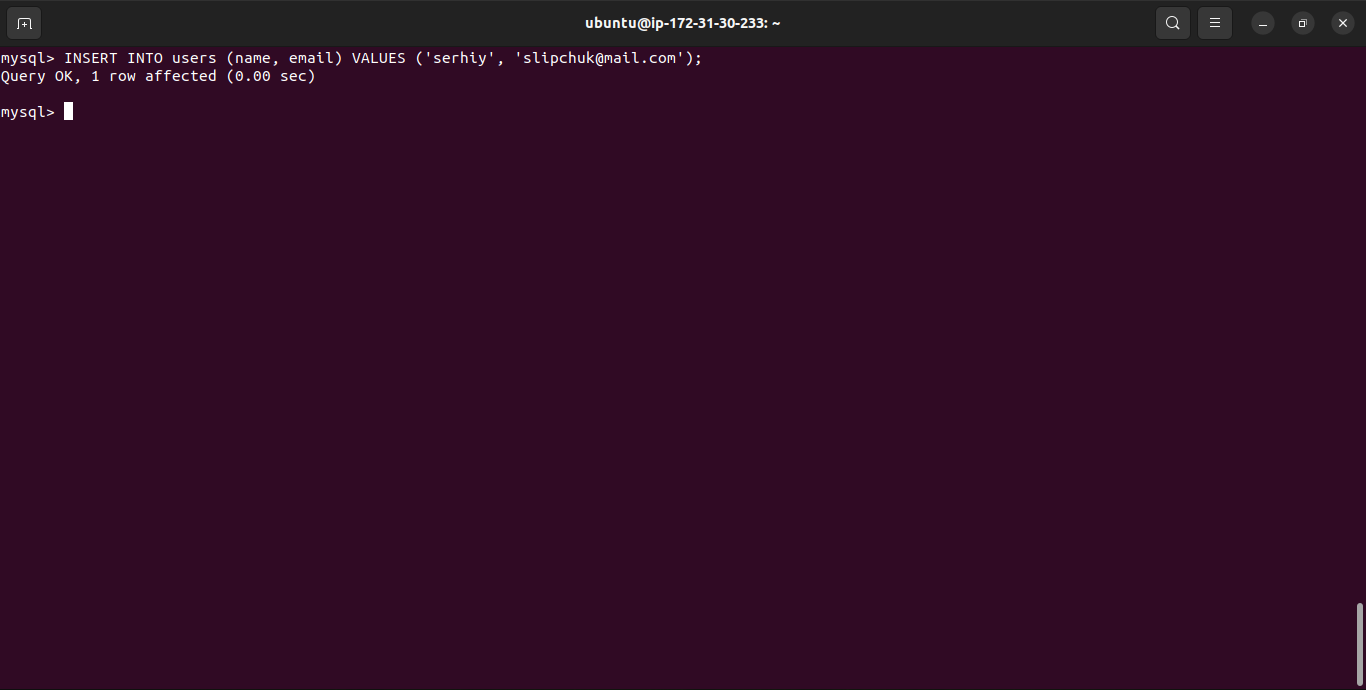 ubuntu@ip-172-31-30-233: ~
mysql> INSERT INTO users (name, email) VALUES ('serhiy', 'slipchuk@mail.com');
Query OK, 1 row affected (0.00 sec)
mysql>